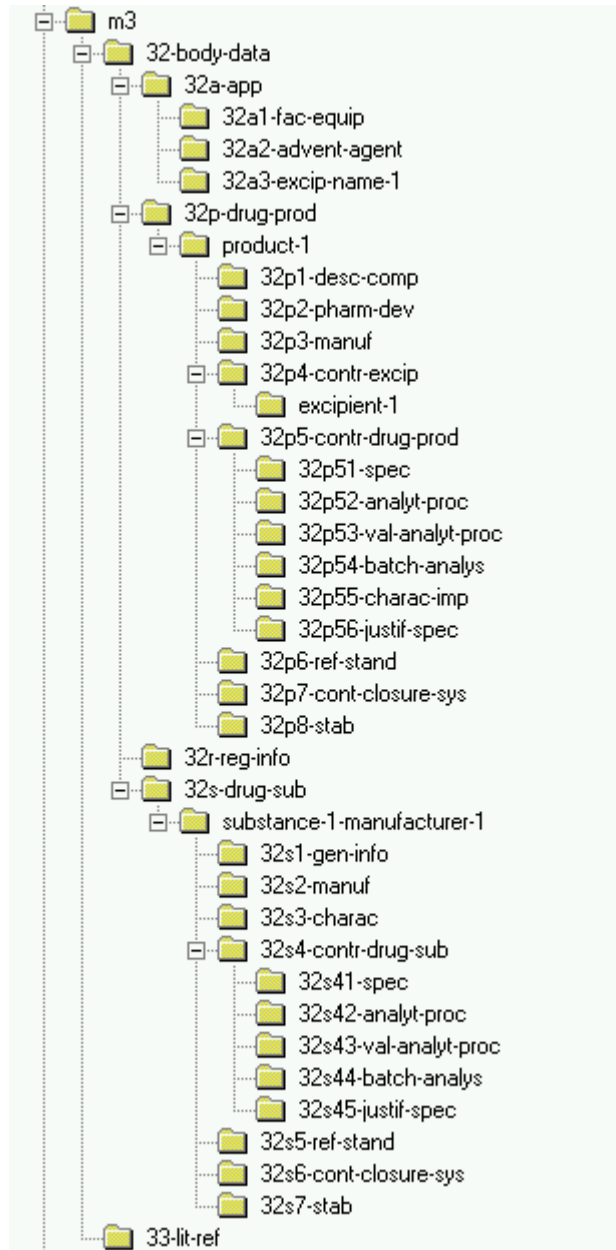 m3
32-body-data
32a-app
32a1-fac-equip
32a2-advent-agent
32a3-excip-name-1
32p-drug-prod
product-1
32p1-desc-comp
32p2-pharm-dev
32p3-manuf
32p4-contr-excip
excipient-1
32p5-contr-drug-prod
32p51-spec
32p52-analyt-proc
32p53-val-analyt-proc
32p54-batch-analys
32p55-charac-imp
32p56-justif-spec
32p6-ref-stand
32p7-cont-closure-sys
32p8-stab
32r-reg-info
32s-drug-sub
substance-1-manufacturer-1
32s1-gen-info
32s2-manuf
32s3-charac
32s4-contr-drug-sub
32s41-spec
32s42-analyt-proc
32s43-val-analyt-proc
32s44-batch-analys
32s45-justif-spec
32s5-ref-stand
32s6-cont-closure-sys
32s7-stab
33-lit-ref